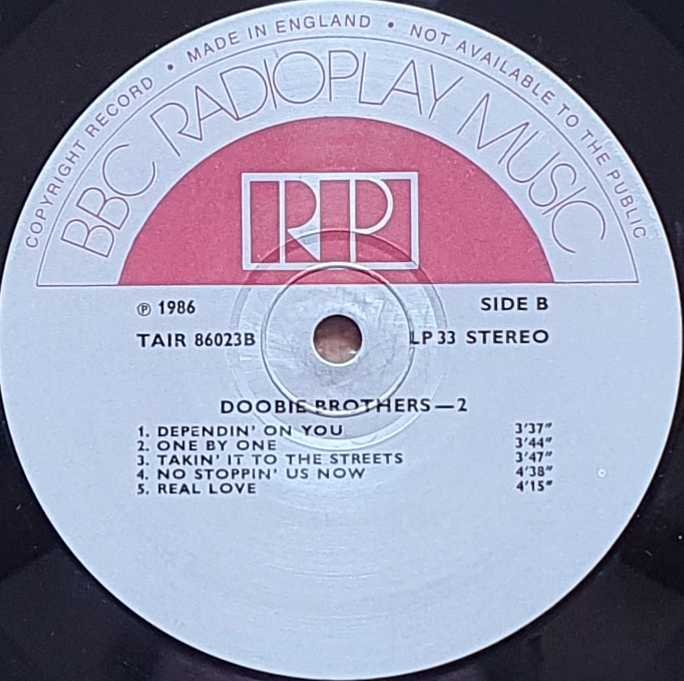 COPYRIGHT RECORD • MADE IN ENGLAND • NOT AVAILABLE TO THE PUBLIC
BBC RADIOPLAY MUSIC
RP
℗ 1986 SIDE B
TAIR 86023B LP 33 STEREO
DOOBIE BROTHERS—2
1. DEPENDIN' ON YOU 3'37"
2. ONE BY ONE 3'44"
3. TAKIN' IT TO THE STREETS 3'47"
4. NO STOPPIN' US NOW 4'38"
5. REAL LOVE 4'15"